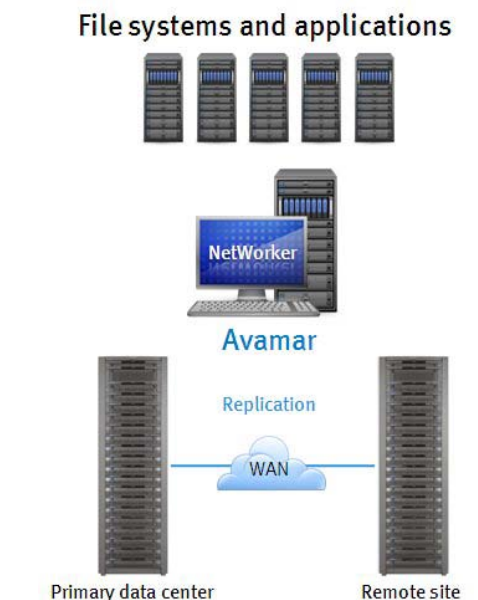 File systems and applications
NetWorker
Avamar
Replication
WAN
Primary data center
Remote site